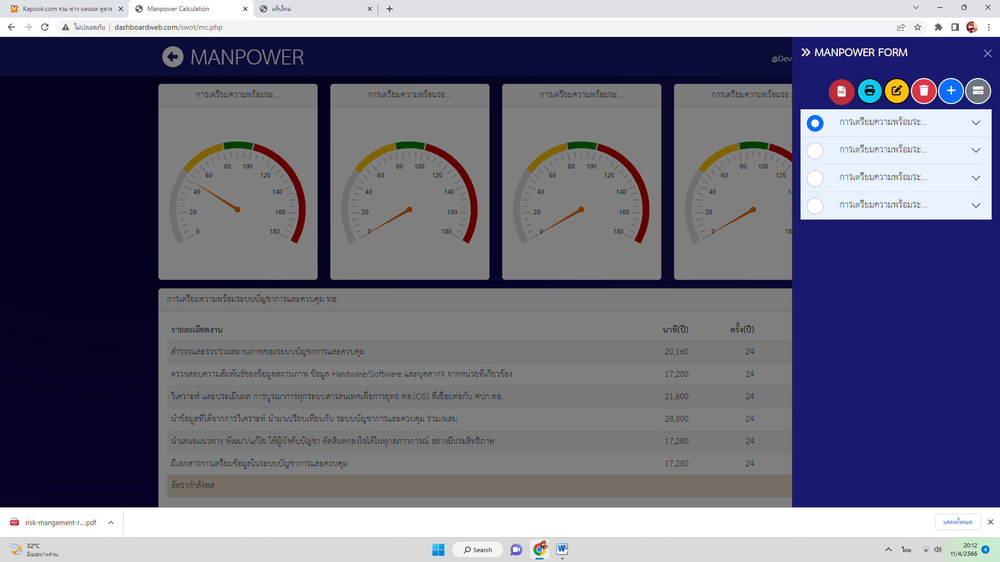 Kapook.com รวม ข่าว ผลบอล ดูดวง
Manpower Calculation
แท็บใหม่
ไม่ปลอดภัย
dashboardweb.com/swot/mc.php
MANPOWER
@Dev
MANPOWER FORM
PDF
การเตรียมความพร้อมระ...
การเตรียมความพร้อมระ...
การเตรียมความพร้อมระ...
การเตรียมความพร้อมระ...
การเตรียมความพร้อมระ...
การเตรียมความพร้อมระ...
การเตรียมความพร้อมระ...
การเตรียมความพร้อมระ...
0 20 40 60 80 100 120 140 160 180
0 20 40 60 80 100 120 140 160 180
0 20 40 60 80 100 120 140 160 180
0 20 40 60 80 100 120 14 18
การเตรียมความพร้อมระบบบัญชาการและควบคุม ทอ.
รายละเอียดงาน นาที(ปี) ครั้ง(ปี)
สำรวจและรวบรวมสถานภาพของระบบบัญชาการและควบคุม 20,160 24
ตรวจสอบความสัมพันธ์ของข้อมูลสถานภาพ ข้อมูล Hardware/Software และบุคลากร จากหน่วยที่เกี่ยวข้อง 17,280 24
วิเคราะห์ และประเมินผล การบูรณาการทุกระบบสารสนเทศเพื่อการยุทธ ทอ.(CIS) ที่เชื่อมต่อกับ ศปก.ทอ. 21,600 24
นำข้อมูลที่ได้จากการวิเคราะห์ นำมาเปรียบเทียบกับ ระบบบัญชาการและควบคุม ร่วม/ผสม 28,800 24
นำเสนอแนวทาง พัฒนา/แก้ไข ให้ผู้บังคับบัญชา ตัดสินตกลงใจได้ในทุกสภาวการณ์ อย่างมีประสิทธิภาพ 17,280 24
มีเอกสารการเตรียมข้อมูลในระบบบัญชาการและควบคุม 17,280 24
อัตรากำลังพล
PDF
risk-mangement-r....pdf
แสดงทั้งหมด
32°C
มีเมฆบางส่วน
Search
ไทย
20:12
11/4/2566
4